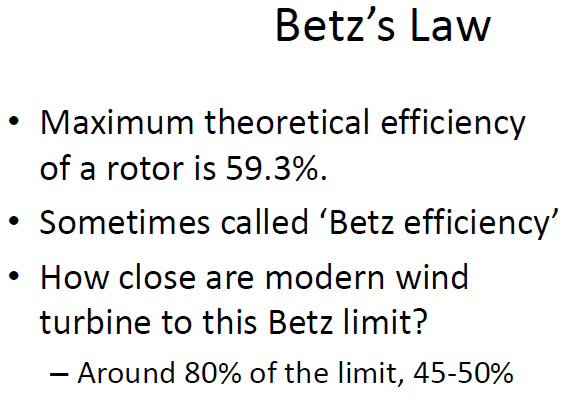 Betz’s Law
• Maximum theoretical efficiency
of a rotor is 59.3%.
• Sometimes called ‘Betz efficiency’
• How close are modern wind
turbine to this Betz limit?
– Around 80% of the limit, 45-50%